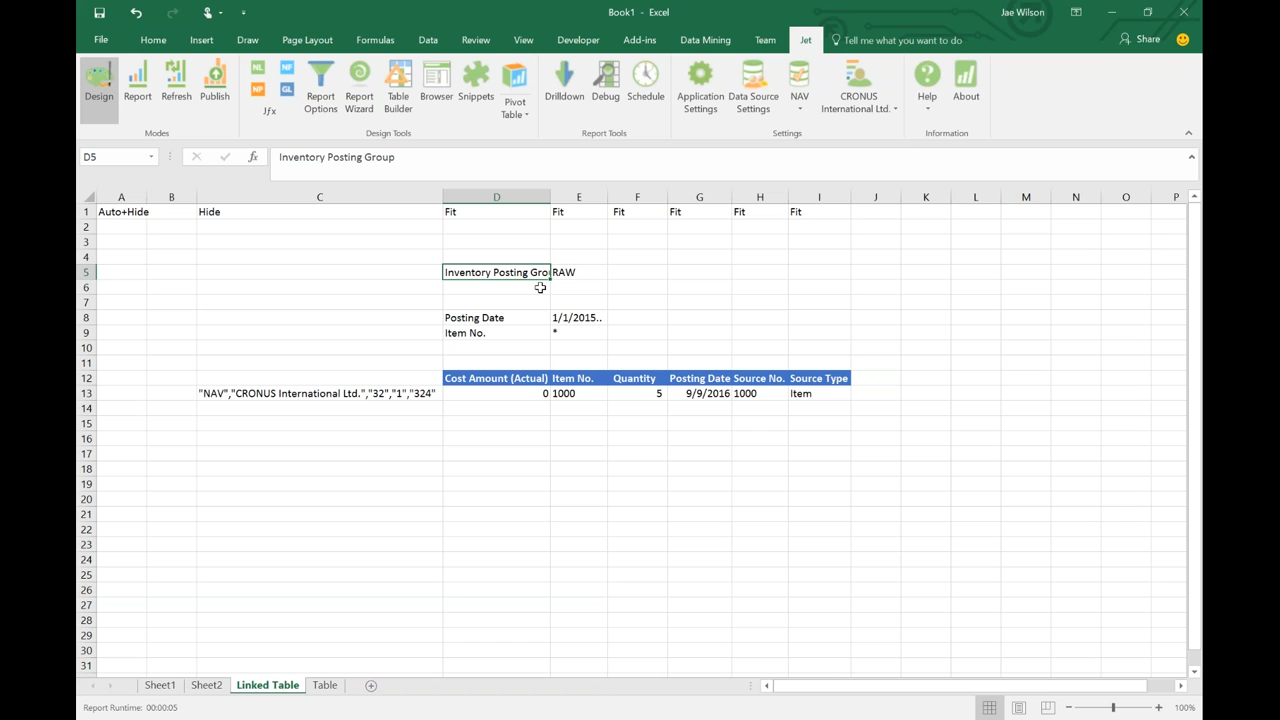 Book1 - Excel
Jae Wilson
File Home Insert Draw Page Layout Formulas Data Review View Developer Add-ins Data Mining Team Jet Tell me what you want to do Share
NL NF
NF GL
Jfx
Design Report Refresh Publish Report Options Report Wizard Table Builder Browser Snippets Pivot Table Drilldown Debug Schedule Application Settings Data Source Settings NAV CRONUS International Ltd. Help About
Modes Design Tools Report Tools Settings Information
D5 fx Inventory Posting Group
A B C D E F G H I J K L M N O P
1 Auto+Hide Hide Fit Fit Fit Fit Fit Fit
2
3
4
5 Inventory Posting Gro RAW
6
7
8 Posting Date 1/1/2015..
9 Item No. *
10
11
12 Cost Amount (Actual) Item No. Quantity Posting Date Source No. Source Type
13 "NAV","CRONUS International Ltd.","32","1","324" 0 1000 5 9/9/2016 1000 Item
14
15
16
17
18
19
20
21
22
23
24
25
26
27
28
29
30
31
Sheet1 Sheet2 Linked Table Table
Report Runtime: 00:00:05 100%